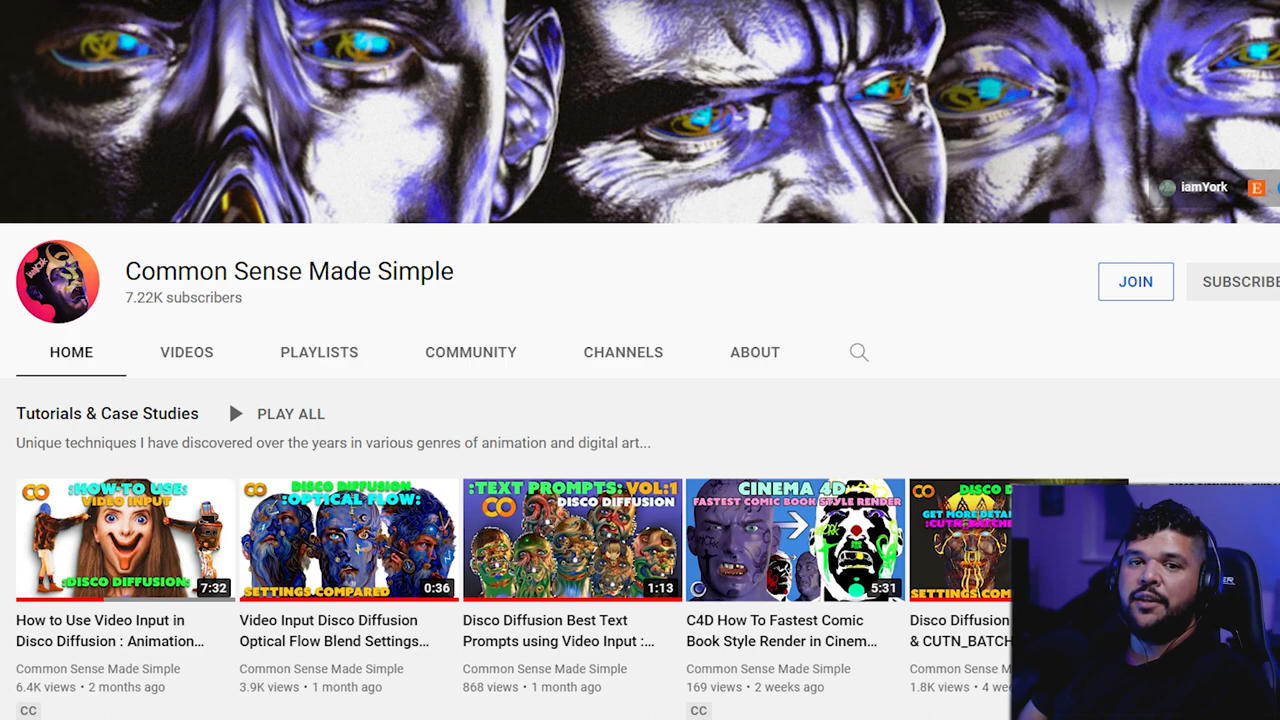 iamYork
E
Common Sense Made Simple
7.22K subscribers
JOIN
SUBSCRIBE
HOME
VIDEOS
PLAYLISTS
COMMUNITY
CHANNELS
ABOUT
Tutorials & Case Studies
PLAY ALL
Unique techniques I have discovered over the years in various genres of animation and digital art...
:HOW-TO USE:
VIDEO INPUT
:DISCO DIFFUSION:
7:32
DISCO DIFFUSION
:OPTICAL FLOW:
SETTINGS COMPARED
0:36
:TEXT PROMPTS: VOL:1
DISCO DIFFUSION
1:13
CINEMA 4D
FASTEST COMIC BOOK STYLE RENDER
5:31
DISCO D
GET MORE DETAI
:CUTN_BATCHE
SETTINGS COM
How to Use Video Input in
Disco Diffusion : Animation...
Common Sense Made Simple
6.4K views • 2 months ago
CC
Video Input Disco Diffusion
Optical Flow Blend Settings...
Common Sense Made Simple
3.9K views • 1 month ago
Disco Diffusion Best Text
Prompts using Video Input :...
Common Sense Made Simple
868 views • 1 month ago
C4D How To Fastest Comic
Book Style Render in Cinem...
Common Sense Made Simple
169 views • 2 weeks ago
CC
Disco Diffusion
& CUTN_BATCH
Common Sense M
1.8K views • 4 wee